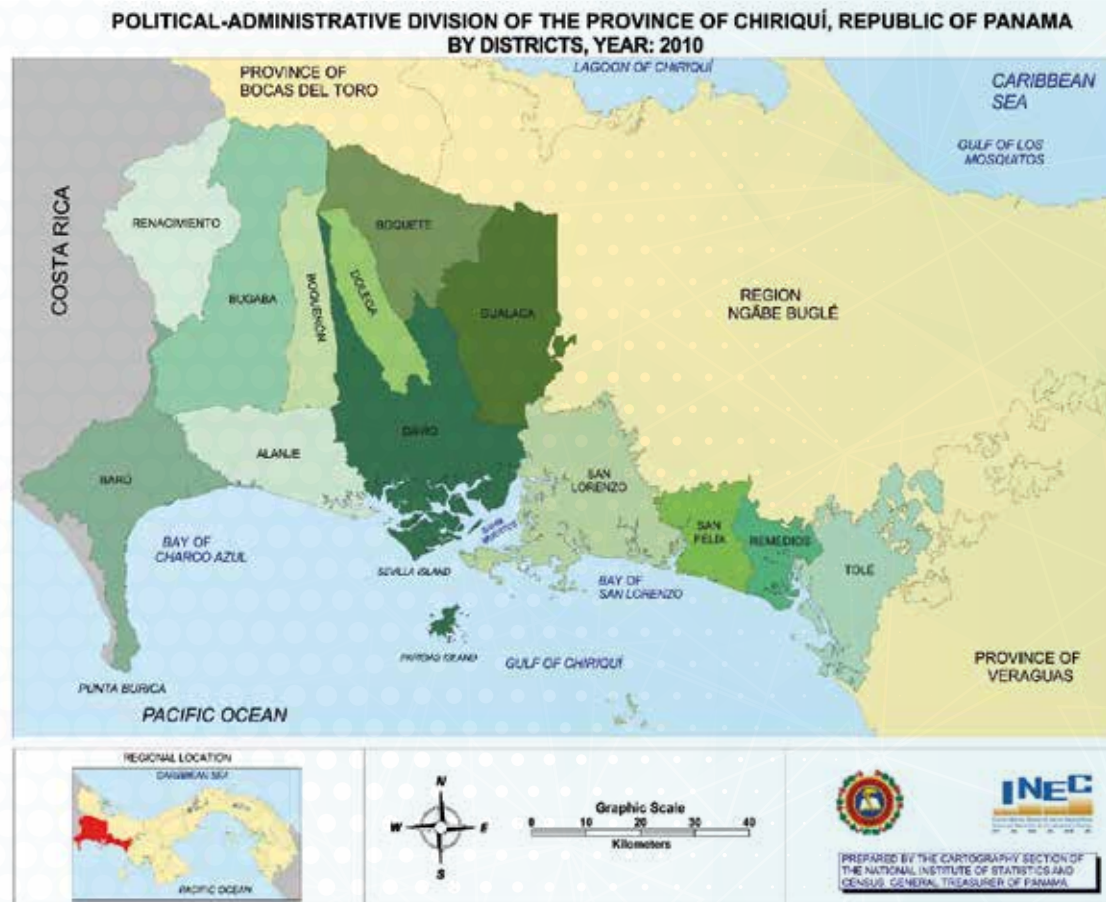 POLITICAL-ADMINISTRATIVE DIVISION OF THE PROVINCE OF CHIRIQUÍ, REPUBLIC OF PANAMA
BY DISTRICTS, YEAR: 2010
PROVINCE OF
BOCAS DEL TORO
LAGOON OF CHIRIQUÍ
CARIBBEAN
SEA
GULF OF LOS
MOSQUITOS
COSTA RICA
RENACIMIENTO
BOQUETE
BUGABA
BOQUERÓN
DOLEGA
GUALACA
REGION
NGÄBE BUGLÉ
DAVID
ALANJE
BARÚ
SAN
LORENZO
SAN
FÉLIX
REMEDIOS
TOLÉ
BAY OF
CHARCO AZUL
SEVILLA ISLAND
MUERTOS
BAY OF
SAN LORENZO
PARIDAS ISLAND
GULF OF CHIRIQUÍ
PUNTA BURICA
PACIFIC OCEAN
PROVINCE OF
VERAGUAS
REGIONAL LOCATION
CARIBBEAN SEA
PACIFIC OCEAN
N
W
E
S
Graphic Scale
0 10 20 30 40
Kilometers
INEC
PREPARED BY THE CARTOGRAPHY SECTION OF
THE NATIONAL INSTITUTE OF STATISTICS AND
CENSUS. GENERAL TREASURER OF PANAMA